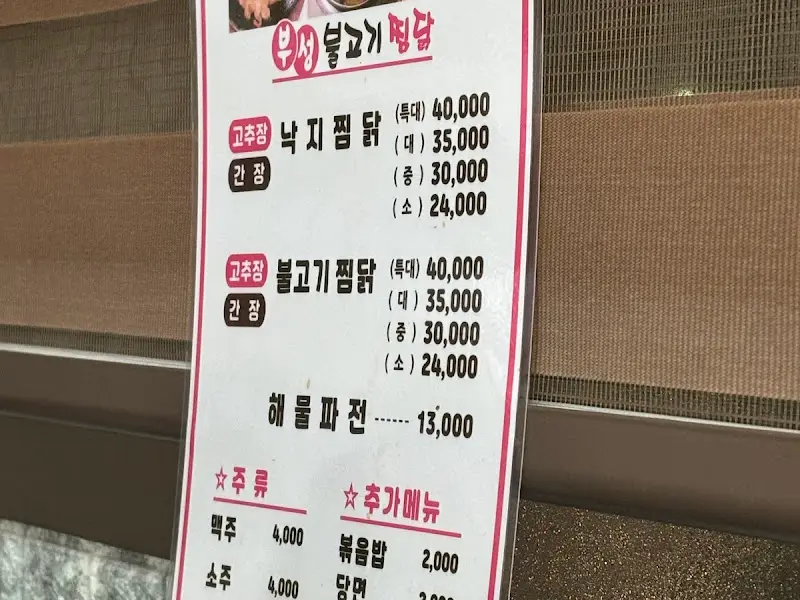 부성 불고기 찜닭
고추장 낙지찜닭 (특대) 40,000
간장 (대) 35,000
(중) 30,000
(소) 24,000
고추장 불고기찜닭 (특대) 40,000
간장 (대) 35,000
(중) 30,000
(소) 24,000
해물파전 ------ 13,000
☆주류
맥주 4,000
소주 4,000
☆추가메뉴
볶음밥 2,000
당면